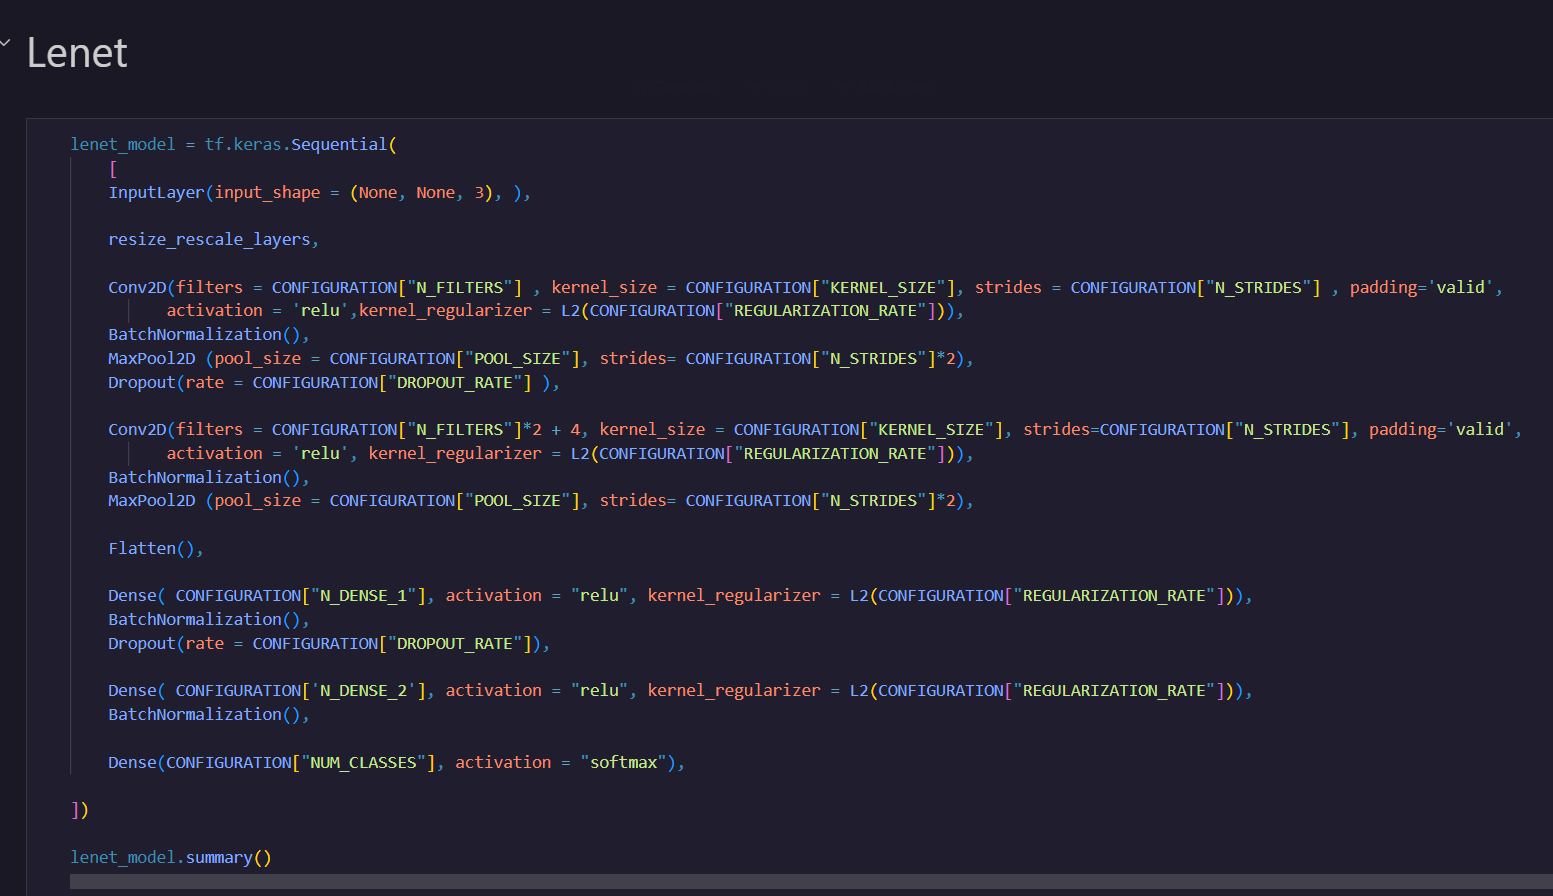 Lenet
lenet_model = tf.keras.Sequential(
[
InputLayer(input_shape = (None, None, 3), ),
resize_rescale_layers,
Conv2D(filters = CONFIGURATION["N_FILTERS"] , kernel_size = CONFIGURATION["KERNEL_SIZE"], strides = CONFIGURATION["N_STRIDES"] , padding='valid',
activation = 'relu',kernel_regularizer = L2(CONFIGURATION["REGULARIZATION_RATE"])),
BatchNormalization(),
MaxPool2D (pool_size = CONFIGURATION["POOL_SIZE"], strides= CONFIGURATION["N_STRIDES"]*2),
Dropout(rate = CONFIGURATION["DROPOUT_RATE"] ),
Conv2D(filters = CONFIGURATION["N_FILTERS"]*2 + 4, kernel_size = CONFIGURATION["KERNEL_SIZE"], strides=CONFIGURATION["N_STRIDES"], padding='valid',
activation = 'relu', kernel_regularizer = L2(CONFIGURATION["REGULARIZATION_RATE"])),
BatchNormalization(),
MaxPool2D (pool_size = CONFIGURATION["POOL_SIZE"], strides= CONFIGURATION["N_STRIDES"]*2),
Flatten(),
Dense( CONFIGURATION["N_DENSE_1"], activation = "relu", kernel_regularizer = L2(CONFIGURATION["REGULARIZATION_RATE"])),
BatchNormalization(),
Dropout(rate = CONFIGURATION["DROPOUT_RATE"]),
Dense( CONFIGURATION['N_DENSE_2'], activation = "relu", kernel_regularizer = L2(CONFIGURATION["REGULARIZATION_RATE"])),
BatchNormalization(),
Dense(CONFIGURATION["NUM_CLASSES"], activation = "softmax"),
])
lenet_model.summary()